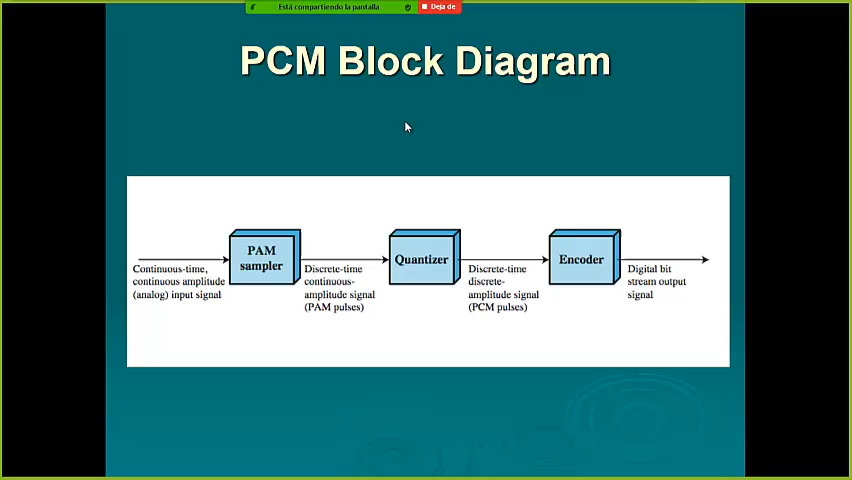 Está compartiendo la pantalla
Deja de
PCM Block Diagram
PAM
sampler
Quantizer
Encoder
Continuous-time,
continuous amplitude
(analog) input signal
Discrete-time
continuous-
amplitude signal
(PAM pulses)
Discrete-time
discrete-
amplitude signal
(PCM pulses)
Digital bit
stream output
signal